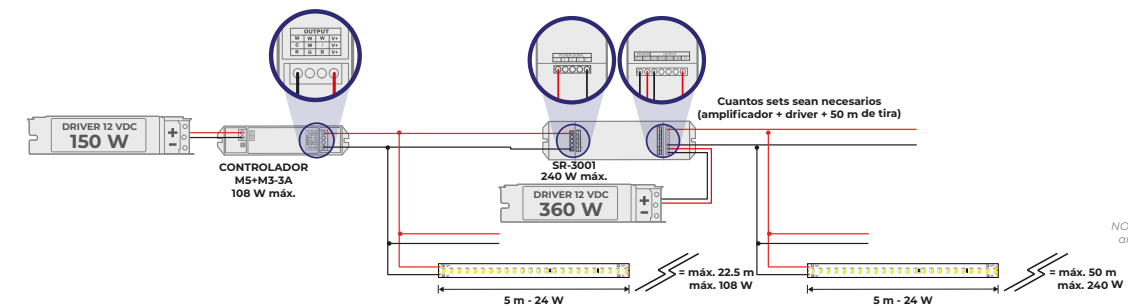 OUTPUT
W W W V+
C W I V+
R G B V+
Cuantos sets sean necesarios
(amplificador + driver + 50 m de tira)
DRIVER 12 VDC
150 W
+
–
CONTROLADOR
M5+M3-3A
108 W máx.
SR-3001
240 W máx.
DRIVER 12 VDC
360 W
+
–
= máx. 22.5 m
máx. 108 W
5 m - 24 W
= máx. 50 m
máx. 240 W
5 m - 24 W